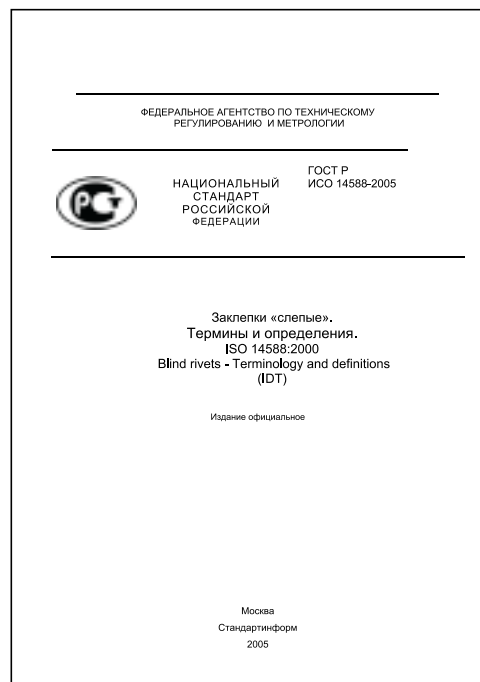 ФЕДЕРАЛЬНОЕ АГЕНТСТВО ПО ТЕХНИЧЕСКОМУ
РЕГУЛИРОВАНИЮ И МЕТРОЛОГИИ
РСТ
НАЦИОНАЛЬНЫЙ
СТАНДАРТ
РОССИЙСКОЙ
ФЕДЕРАЦИИ
ГОСТ Р
ИСО 14588-2005
Заклепки «слепые».
Термины и определения.
ISO 14588:2000
Blind rivets - Terminology and definitions
(IDT)
Издание официальное
Москва
Стандартинформ
2005